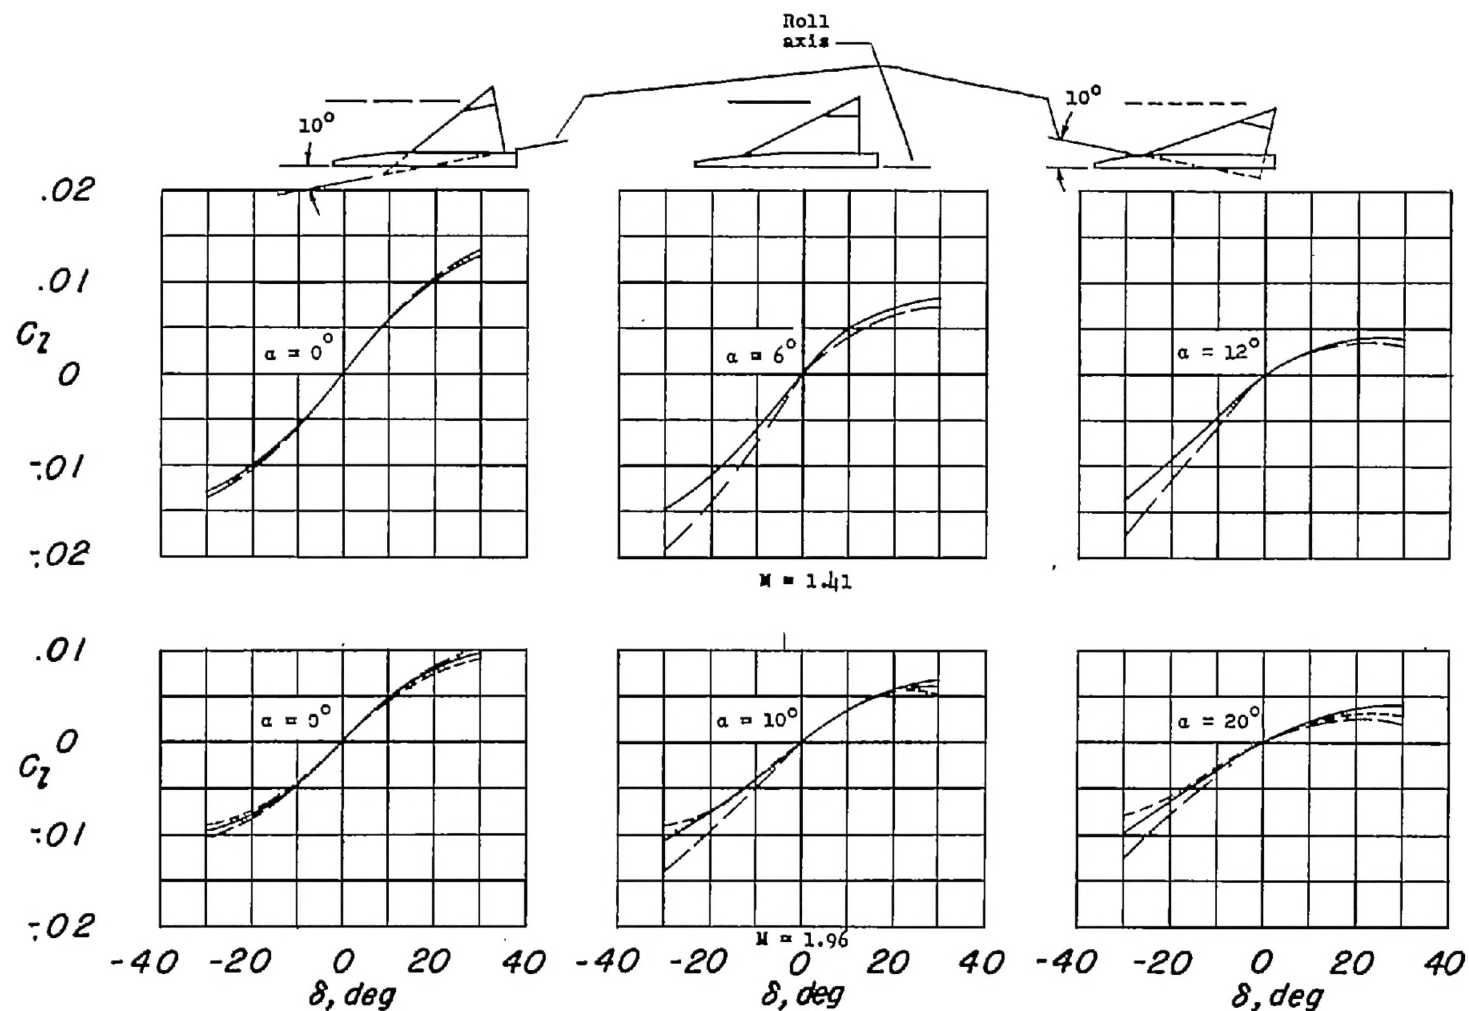 Roll
axis
10°
10°
.02
.01
C_l
0
-.01
-.02
α = 0°
α = 6°
α = 12°
M = 1.41
.01
0
C_l
-.01
-.02
α = 0°
α = 10°
α = 20°
M = 1.96
-40 -20 0 20 40 -40 -20 0 20 40 -40 -20 0 20 40
δ, deg δ, deg δ, deg